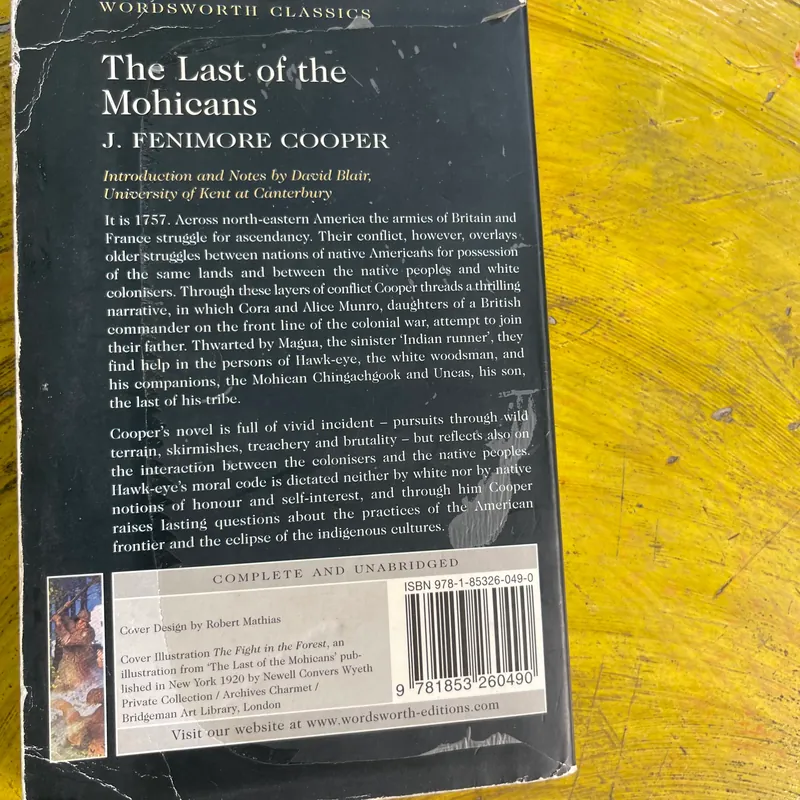 WORDSWORTH CLASSICS
The Last of the
Mohicans
J. FENIMORE COOPER
Introduction and Notes by David Blair,
University of Kent at Canterbury
It is 1757. Across north-eastern America the armies of Britain and
France struggle for ascendancy. Their conflict, however, overlays
older struggles between nations of native Americans for possession
of the same lands and between the native peoples and white
colonisers. Through these layers of conflict Cooper threads a thrilling
narrative, in which Cora and Alice Munro, daughters of a British
commander on the front line of the colonial war, attempt to join
their father. Thwarted by Magua, the sinister ‘Indian runner’, they
find help in the persons of Hawk-eye, the white woodsman, and
his companions, the Mohican Chingachgook and Uncas, his son,
the last of his tribe.
Cooper's novel is full of vivid incident – pursuits through wild
terrain, skirmishes, treachery and brutality – but reflects also on
the interaction between the colonisers and the native peoples.
Hawk-eye's moral code is dictated neither by white nor by native
notions of honour and self-interest, and through him Cooper
raises lasting questions about the practices of the American
frontier and the eclipse of the indigenous cultures.
COMPLETE AND UNABRIDGED
ISBN 978-1-85326-049-0
Cover Design by Robert Mathias
Cover Illustration The Fight in the Forest, an
illustration from ‘The Last of the Mohicans’ pub-
lished in New York 1920 by Newell Convers Wyeth
Private Collection / Archives Charmet /
Bridgeman Art Library, London
9 781853 260490
Visit our website at www.wordsworth-editions.com